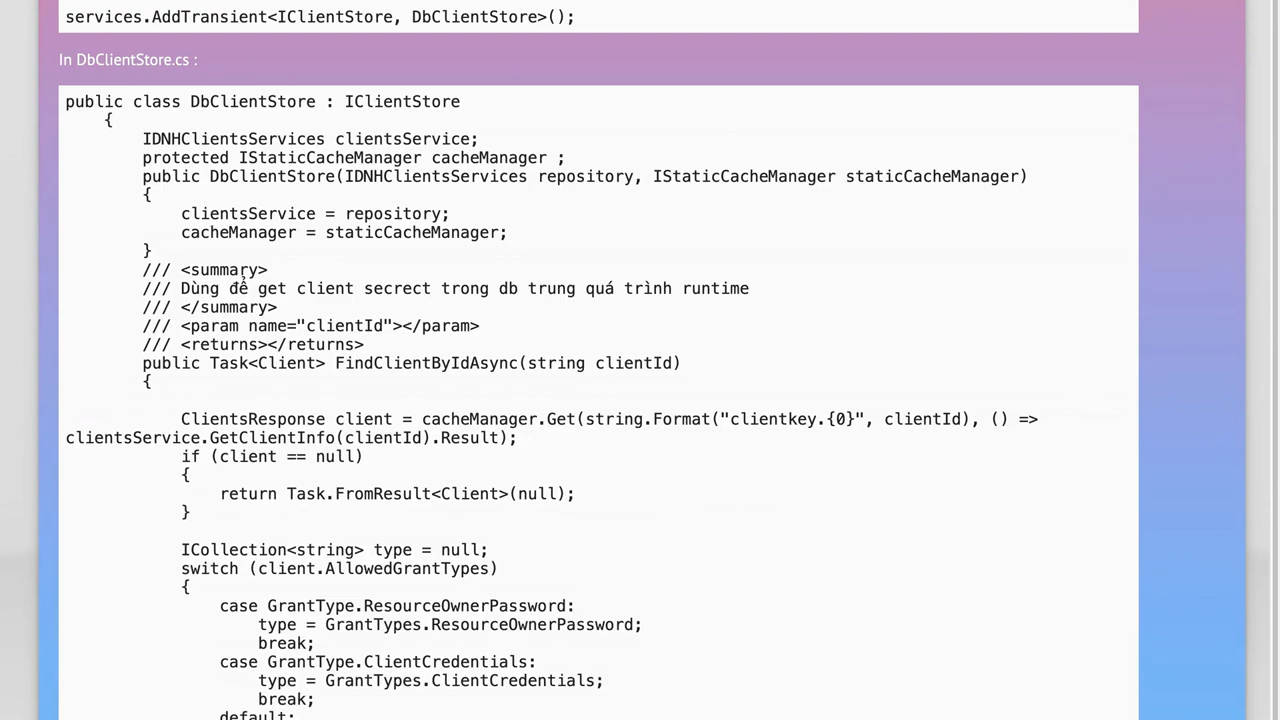 services.AddTransient<IClientStore, DbClientStore>();
In DbClientStore.cs :
public class DbClientStore : IClientStore
{
IDNHClientsServices clientsService;
protected IStaticCacheManager cacheManager ;
public DbClientStore(IDNHClientsServices repository, IStaticCacheManager staticCacheManager)
{
clientsService = repository;
cacheManager = staticCacheManager;
}
/// <summary>
/// Dùng để get client secrect trong db trung quá trình runtime
/// </summary>
/// <param name="clientId"></param>
/// <returns></returns>
public Task<Client> FindClientByIdAsync(string clientId)
{
ClientsResponse client = cacheManager.Get(string.Format("clientkey.{0}", clientId), () =>
clientsService.GetClientInfo(clientId).Result);
if (client == null)
{
return Task.FromResult<Client>(null);
}
ICollection<string> type = null;
switch (client.AllowedGrantTypes)
{
case GrantType.ResourceOwnerPassword:
type = GrantTypes.ResourceOwnerPassword;
break;
case GrantType.ClientCredentials:
type = GrantTypes.ClientCredentials;
break;
default: